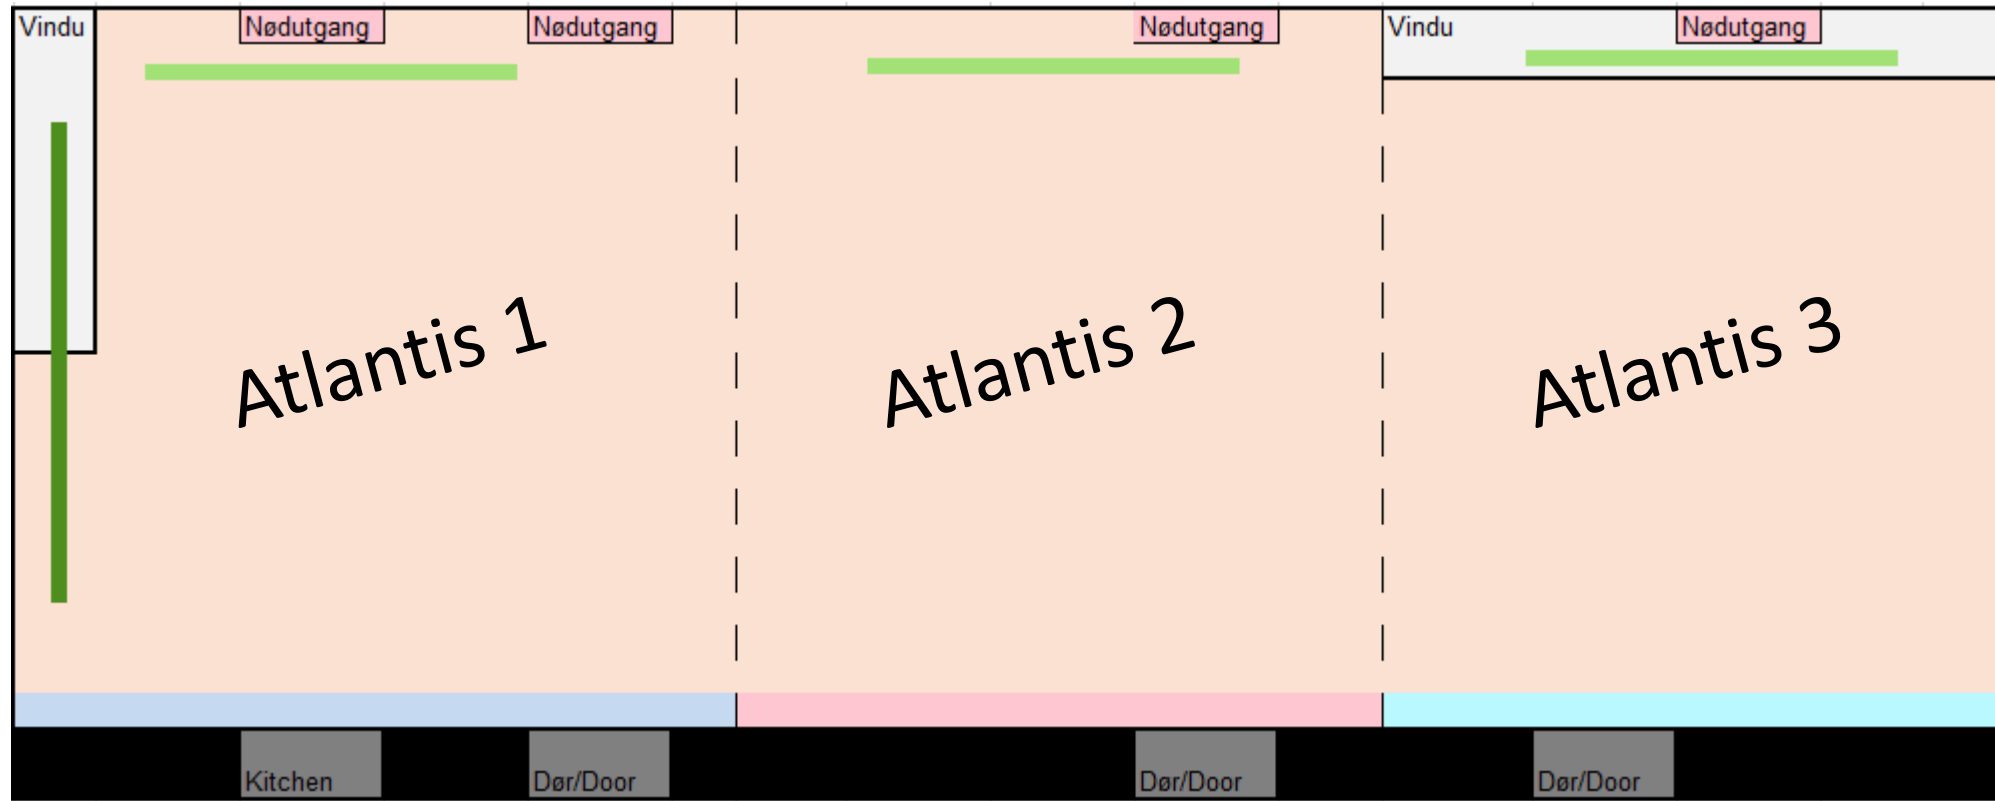 Vindu
Nødutgang
Nødutgang
Nødutgang
Vindu
Nødutgang
Atlantis 1
Atlantis 2
Atlantis 3
Kitchen
Dør/Door
Dør/Door
Dør/Door